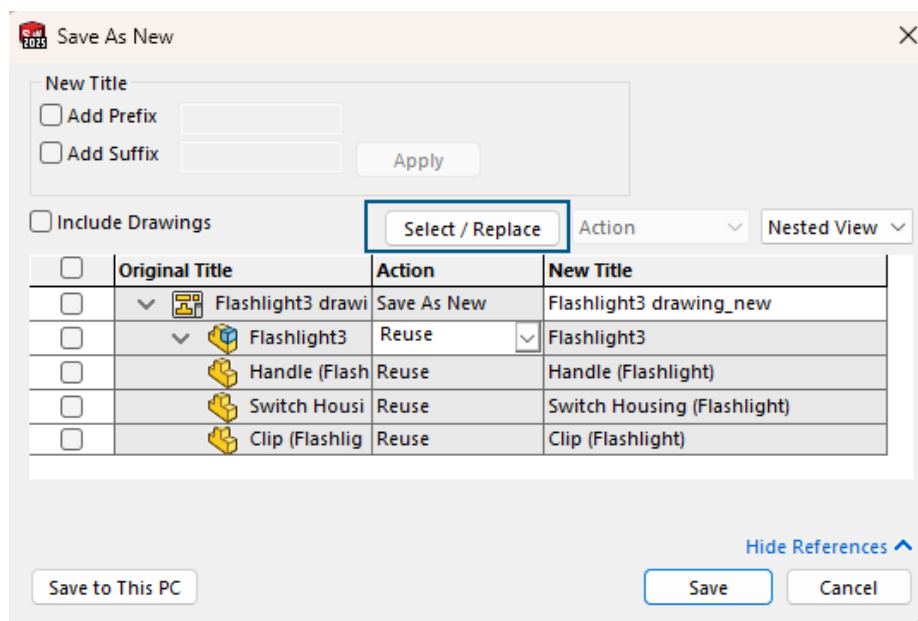 Save As New
New Title
Add Prefix
Add Suffix
Apply
Include Drawings
Select / Replace
Action
Nested View
Original Title Action New Title
Flashlight3 drawi Save As New Flashlight3 drawing_new
Flashlight3 Reuse Flashlight3
Handle (Flash Reuse Handle (Flashlight)
Switch Housi Reuse Switch Housing (Flashlight)
Clip (Flashlig Reuse Clip (Flashlight)
Hide References
Save to This PC Save Cancel